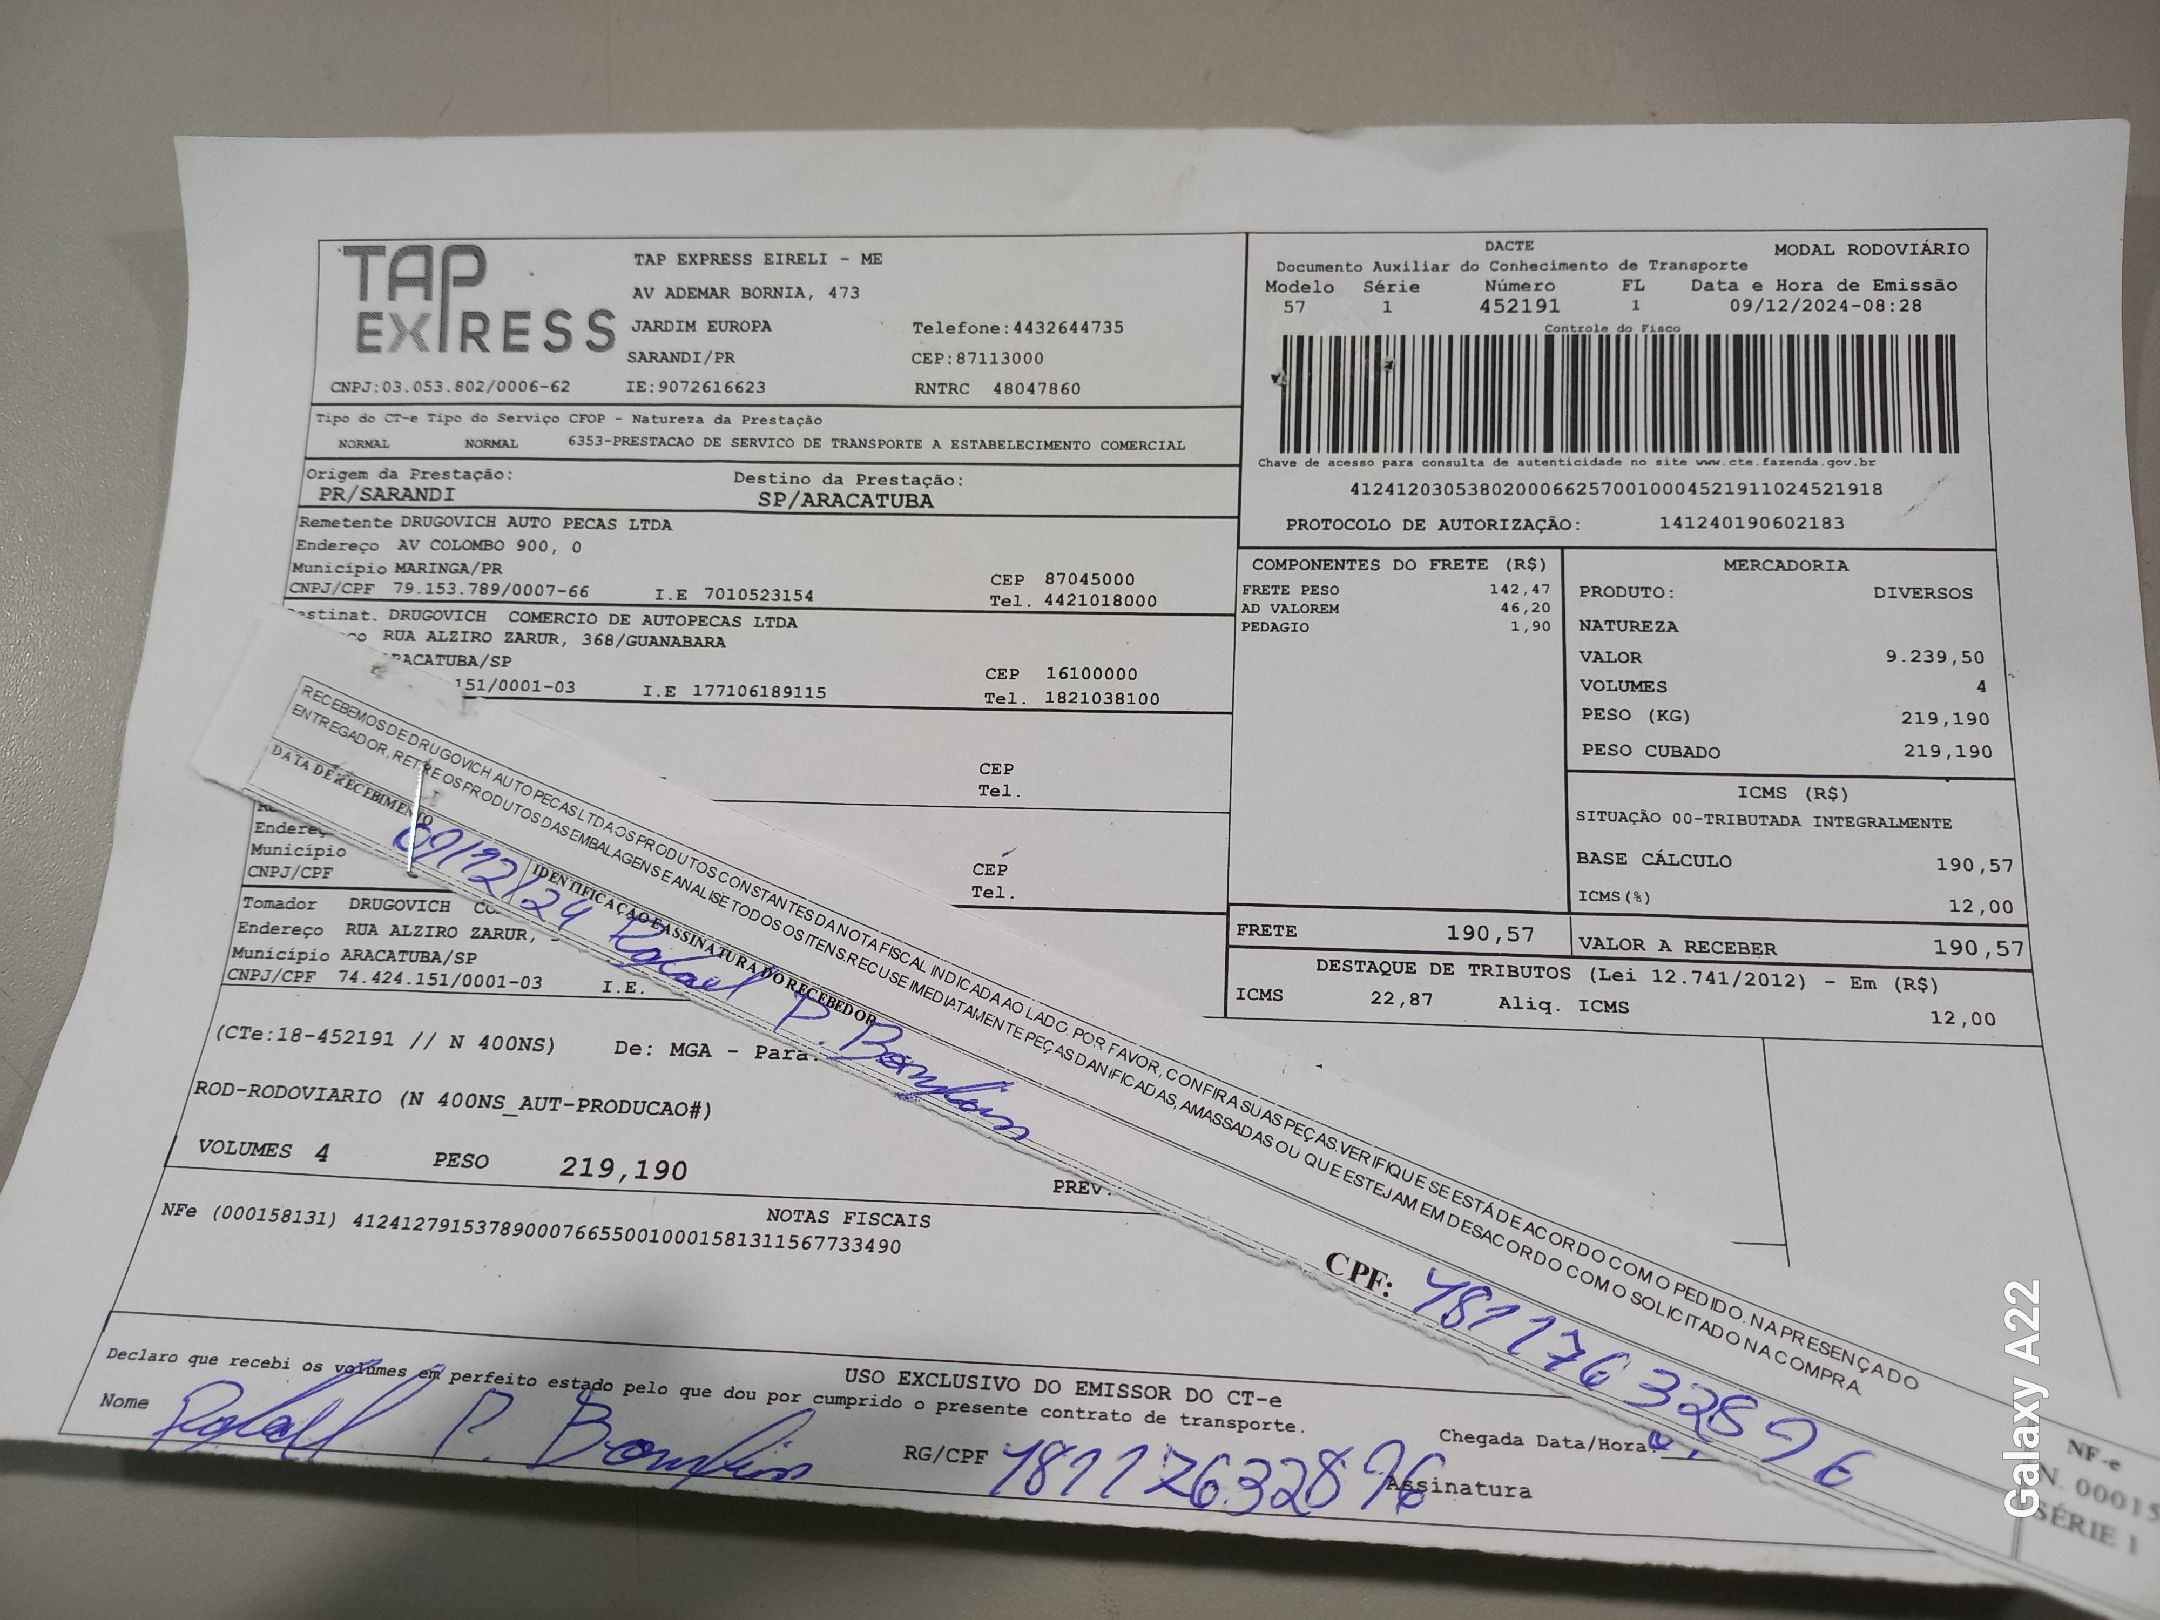 TAP
EXPRESS
TAP EXPRESS EIRELI - ME
AV ADEMAR BORNIA, 473
JARDIM EUROPA Telefone:4432644735
SARANDI/PR CEP:87113000
CNPJ:03.053.802/0006-62 IE:9072616623 RNTRC 48047860
DACTE MODAL RODOVIÁRIO
Documento Auxiliar do Conhecimento de Transporte
Modelo Série Número FL Data e Hora de Emissão
57 1 452191 1 09/12/2024-08:28
Controle do Fisco
Chave de acesso para consulta de autenticidade no site www.cte.fazenda.gov.br
41241203053802000662570010004521911024521918
PROTOCOLO DE AUTORIZAÇÃO: 141240190602183
Tipo do CT-e Tipo do Serviço CFOP - Natureza da Prestação
NORMAL NORMAL 6353-PRESTACAO DE SERVICO DE TRANSPORTE A ESTABELECIMENTO COMERCIAL
Origem da Prestação: Destino da Prestação:
PR/SARANDI SP/ARACATUBA
Remetente DRUGOVICH AUTO PECAS LTDA
Endereço AV COLOMBO 900, 0
Município MARINGA/PR CEP 87045000
CNPJ/CPF 79.153.789/0007-66 I.E 7010523154 Tel. 4421018000
estinat. DRUGOVICH COMERCIO DE AUTOPECAS LTDA
RUA ALZIRO ZARUR, 368/GUANABARA
RACATUBA/SP CEP 16100000
151/0001-03 I.E 177106189115 Tel. 1821038100
CEP
Tel.
Endere
Município CEP
CNPJ/CPF Tel.
Tomador DRUGOVICH CO
Endereço RUA ALZIRO ZARUR,
Município ARACATUBA/SP
CNPJ/CPF 74.424.151/0001-03 I.E.
COMPONENTES DO FRETE (R$)
FRETE PESO 142,47
AD VALOREM 46,20
PEDAGIO 1,90
FRETE 190,57
MERCADORIA
PRODUTO: DIVERSOS
NATUREZA
VALOR 9.239,50
VOLUMES 4
PESO (KG) 219,190
PESO CUBADO 219,190
ICMS (R$)
SITUAÇÃO 00-TRIBUTADA INTEGRALMENTE
BASE CÁLCULO 190,57
ICMS(%) 12,00
VALOR A RECEBER 190,57
DESTAQUE DE TRIBUTOS (Lei 12.741/2012) - Em (R$)
ICMS 22,87 Aliq. ICMS 12,00
(CTe:18-452191 // N 400NS) De: MGA - Para:
ROD-RODOVIARIO (N 400NS_AUT-PRODUCAO#)
VOLUMES 4 PESO 219,190 PREV.
NOTAS FISCAIS
NFe (000158131) 41241279153789000766550010001581311567733490
USO EXCLUSIVO DO EMISSOR DO CT-e
Declaro que recebi os volumes em perfeito estado pelo que dou por cumprido o presente contrato de transporte.
Nome Rafael P. Bomfim RG/CPF 48117632896 Chegada Data/Hora:
Assinatura
RECEBEMOS DE DRUGOVICH AUTO PECAS LTDA OS PRODUTOS CONSTANTES DA NOTA FISCAL INDICADA AO LADO. POR FAVOR, CONFIRA SUAS PEÇAS.VERIFIQUE SE ESTÁ DE ACORDO COM O PEDIDO. NA PRESENÇA DO
ENTREGADOR, RETIRE OS PRODUTOS DAS EMBALAGENS E ANALISE TODOS OS ITENS.RECUSE IMEDIATAMENTE PEÇAS DANIFICADAS, AMASSADAS OU QUE ESTEJAM EM DESACORDO COM O SOLICITADO NA COMPRA.
DATA DE RECEBIMENTO IDENTIFICAÇÃO E ASSINATURA DO RECEBEDOR
09/12/24 Rafael P. Bomfim
CPF: 48117632896
NF-e
N. 00015
SÉRIE 1
Galaxy A22